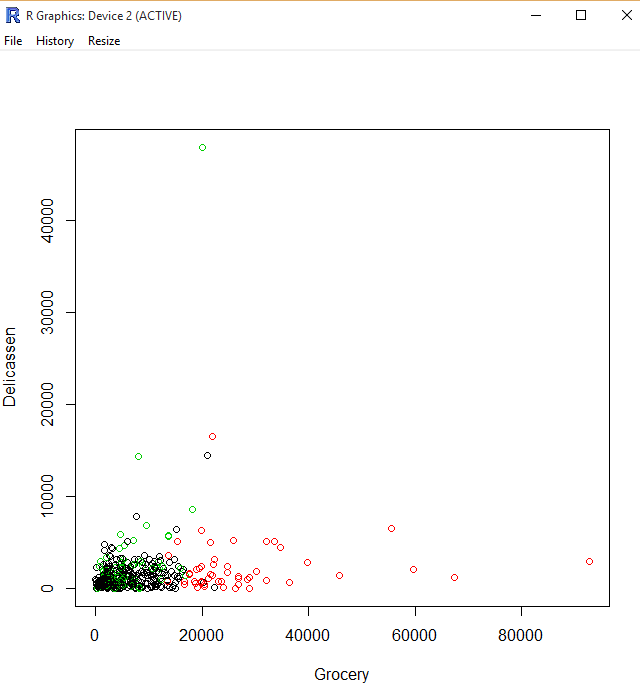 R Graphics: Device 2 (ACTIVE)
File History Resize
Delicassen
40000
30000
20000
10000
0
0 20000 40000 60000 80000
Grocery